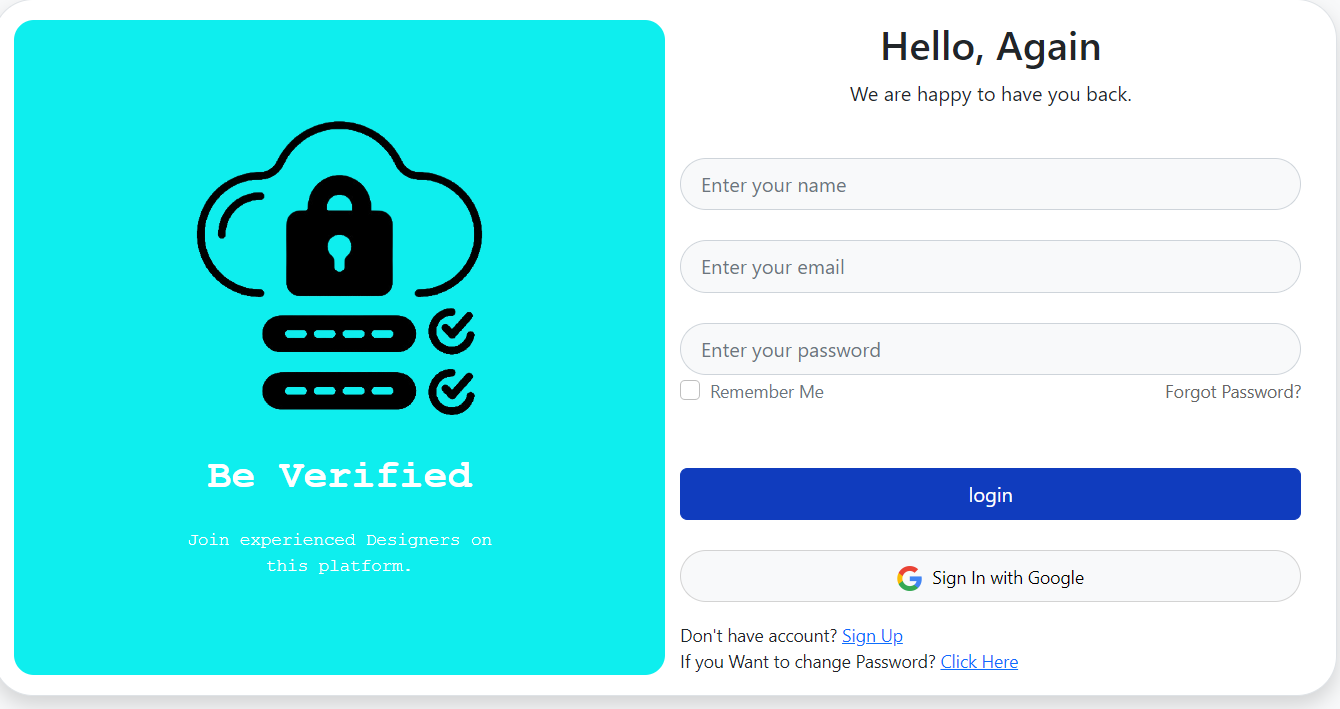 Be Verified
Join experienced Designers on
this platform.
Hello, Again
We are happy to have you back.
Enter your name
Enter your email
Enter your password
Remember Me
Forgot Password?
login
Sign In with Google
Don't have account? Sign Up
If you Want to change Password? Click Here